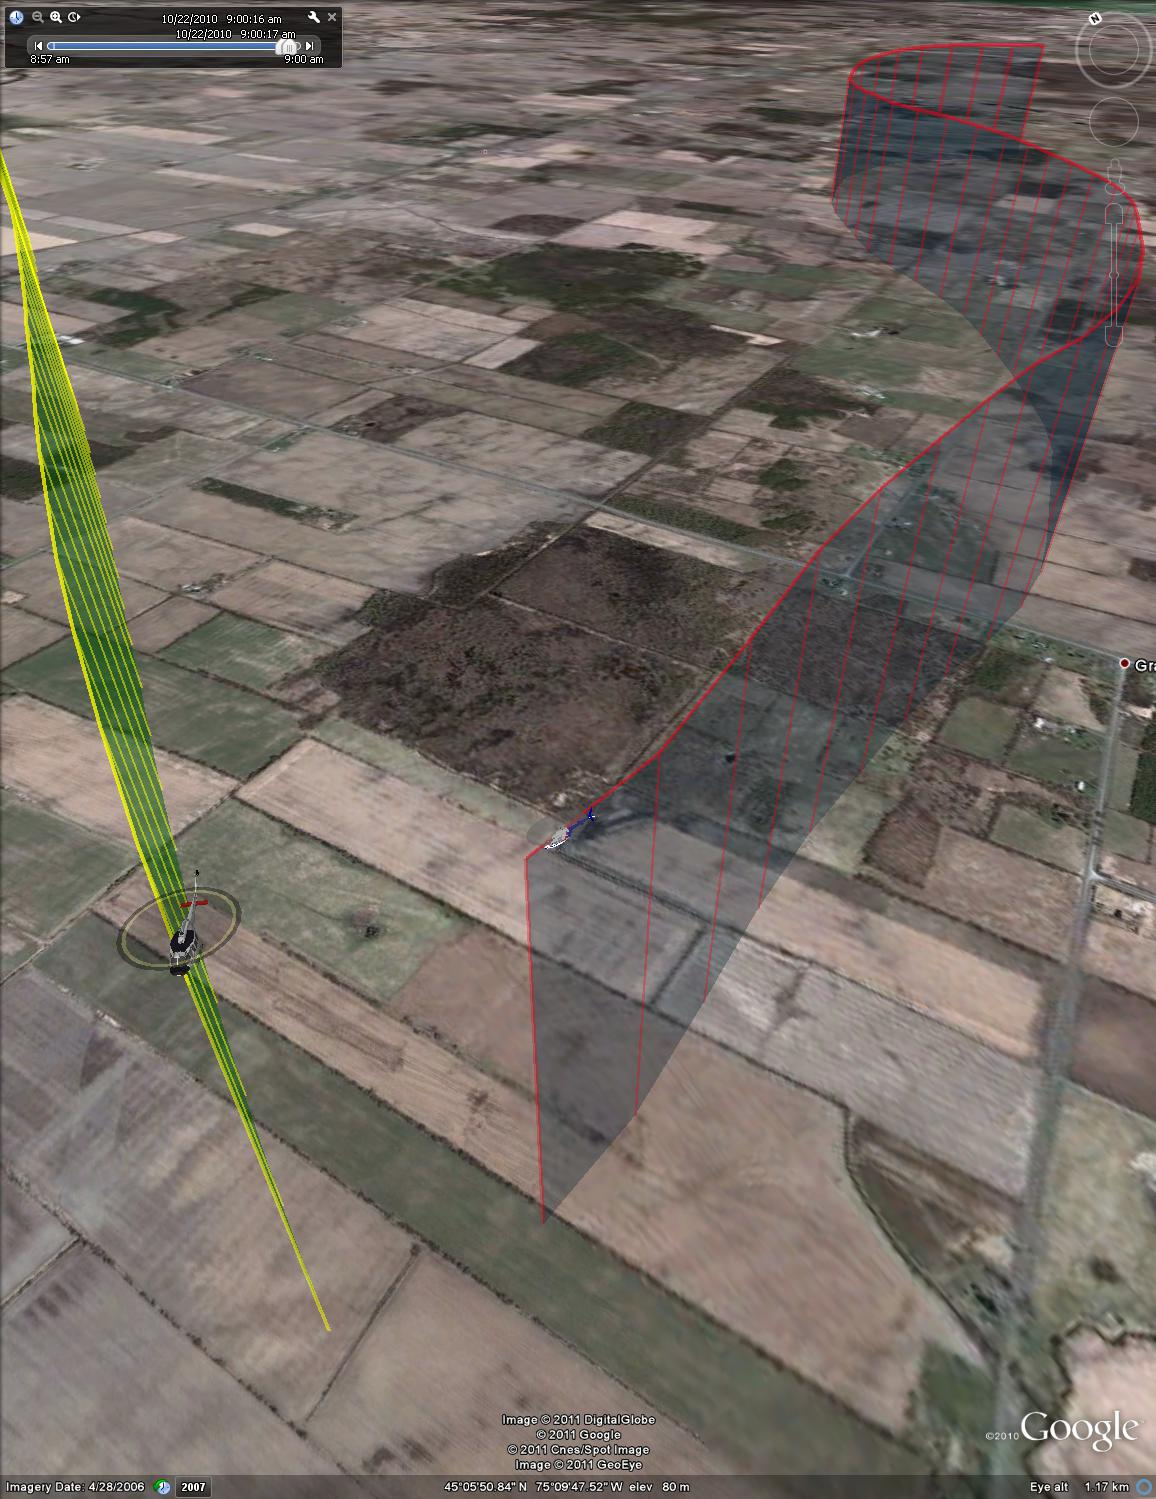 10/22/2010 9:00:16 am
10/22/2010 9:00:17 am
8:57 am
9:00 am
N
Gra
Image © 2011 DigitalGlobe
© 2011 Google
© 2011 Cnes/Spot Image
Image © 2011 GeoEye
©2010 Google
Imagery Date: 4/28/2006
2007
45°05'50.84" N 75°09'47.52" W elev 80 m
Eye alt 1.17 km